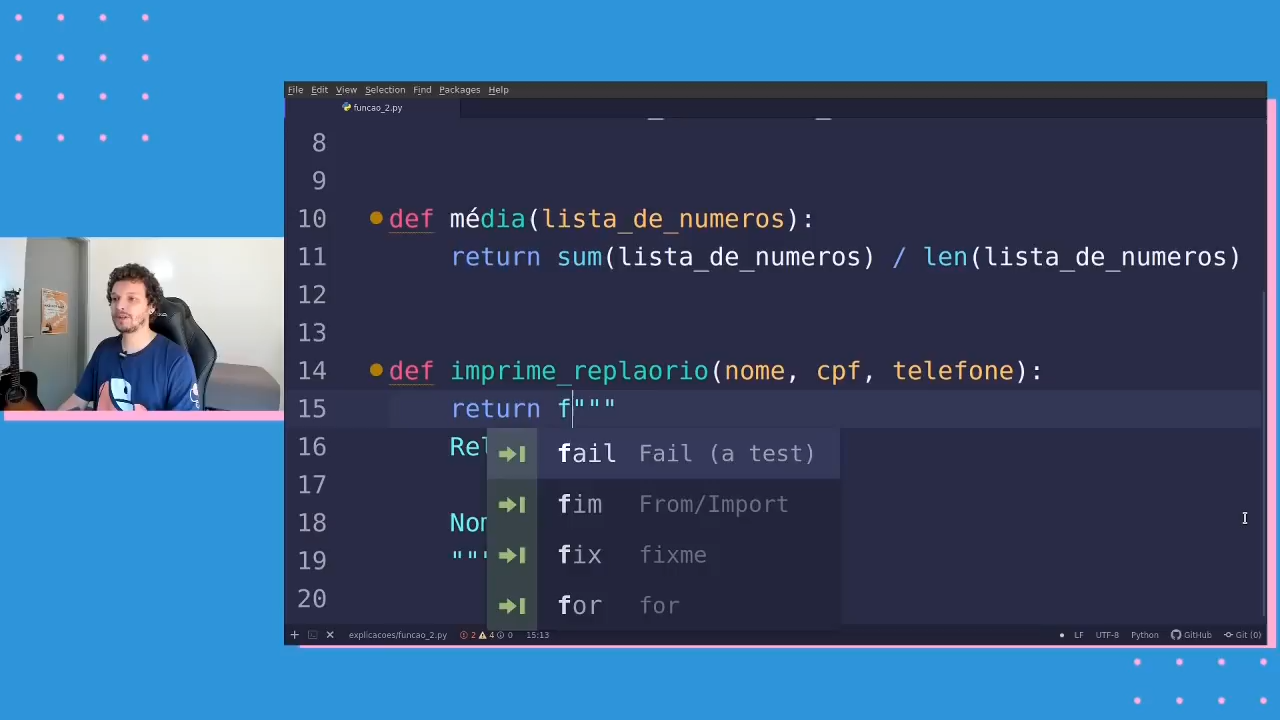 File Edit View Selection Find Packages Help
funcao_2.py
8
9
10 def média(lista_de_numeros):
11 return sum(lista_de_numeros) / len(lista_de_numeros)
12
13
14 def imprime_replaorio(nome, cpf, telefone):
15 return f"""
16 Rel
17
18 Nom
19 """
20
fail Fail (a test)
fim From/Import
fix fixme
for for
explicacoes/funcao_2.py 2 4 0 15:13 LF UTF-8 Python GitHub Git (0)